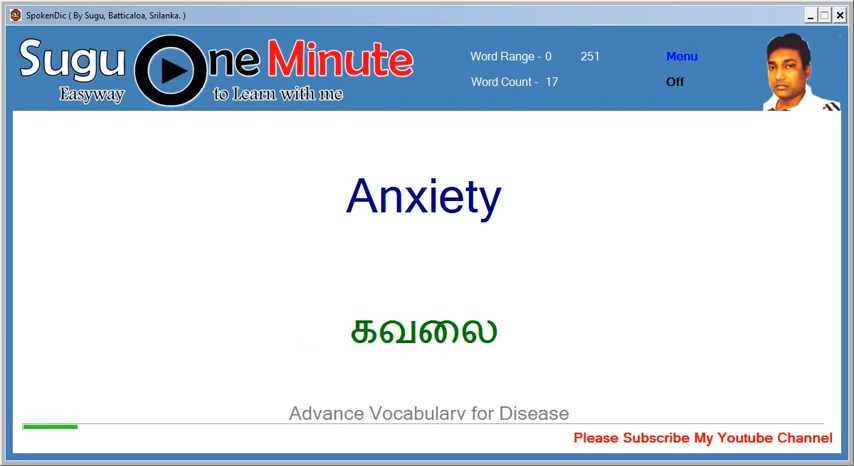 SpokenDic ( By Sugu, Batticaloa, Srilanka. )
Sugu One Minute
Easyway to Learn with me
Word Range - 0 251 Menu
Word Count - 17 Off
Anxiety
கவலை
Advance Vocabulary for Disease
Please Subscribe My Youtube Channel